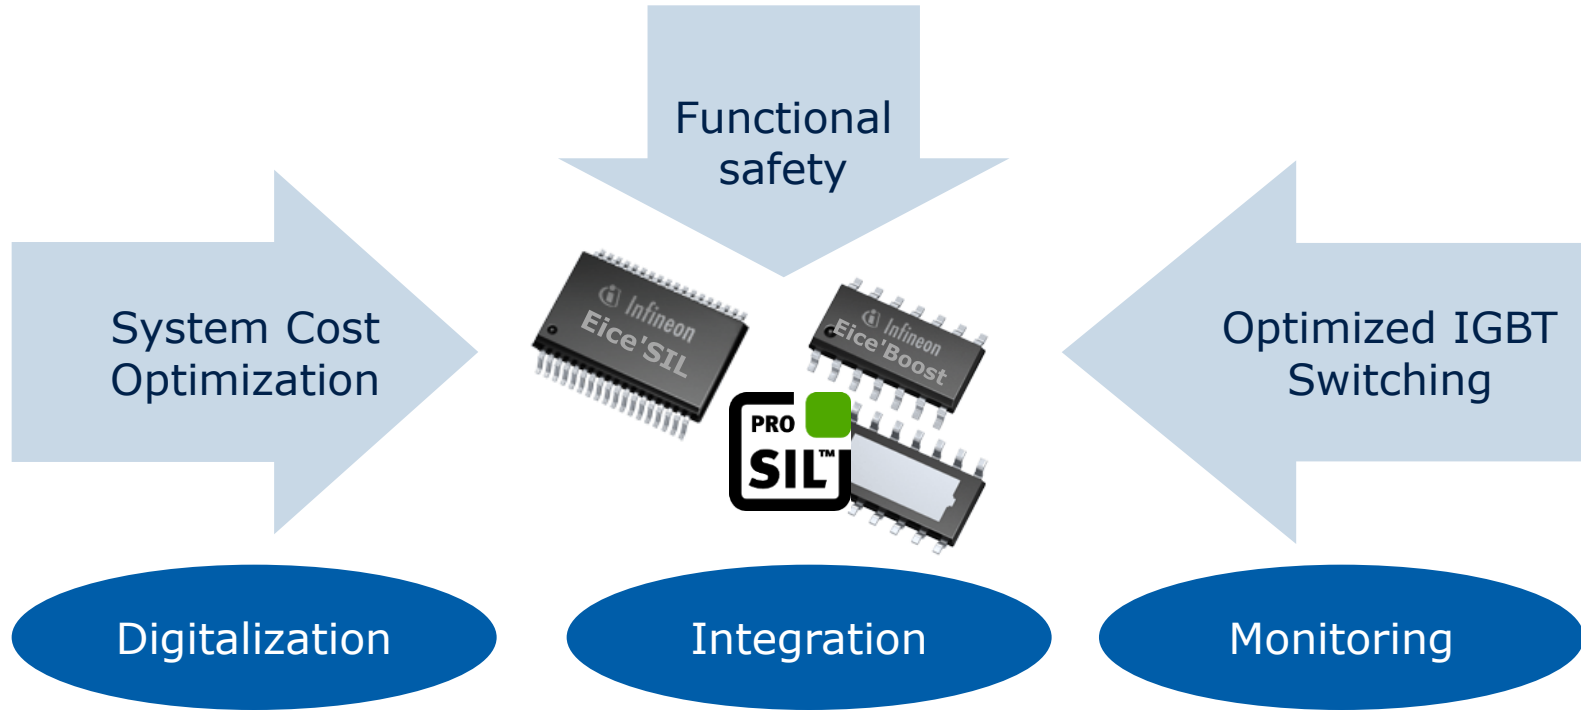 Functional
safety
System Cost
Optimization
Infineon
Eice'SIL
Infineon
Eice'Boost
Optimized IGBT
Switching
PRO
SIL™
Digitalization
Integration
Monitoring